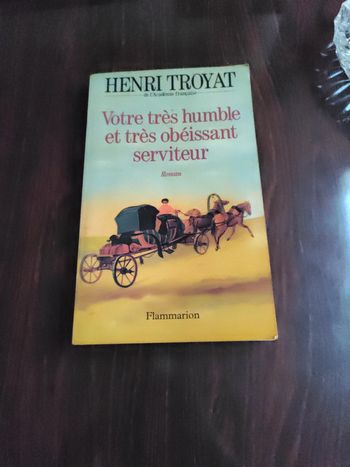 HENRI TROYAT
de l'Académie Française
Votre très humble
et très obéissant
serviteur
Roman
Flammarion